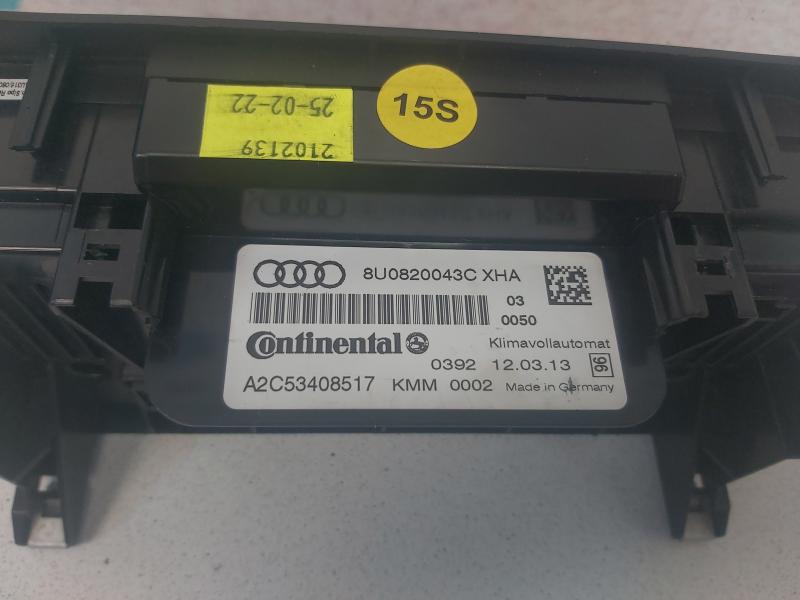 25-02-22
2102139
15S
8U0820043C XHA
03
0050
Continental
Klimavollautomat
0392 12.03.13 96
A2C53408517 KMM 0002 Made in Germany